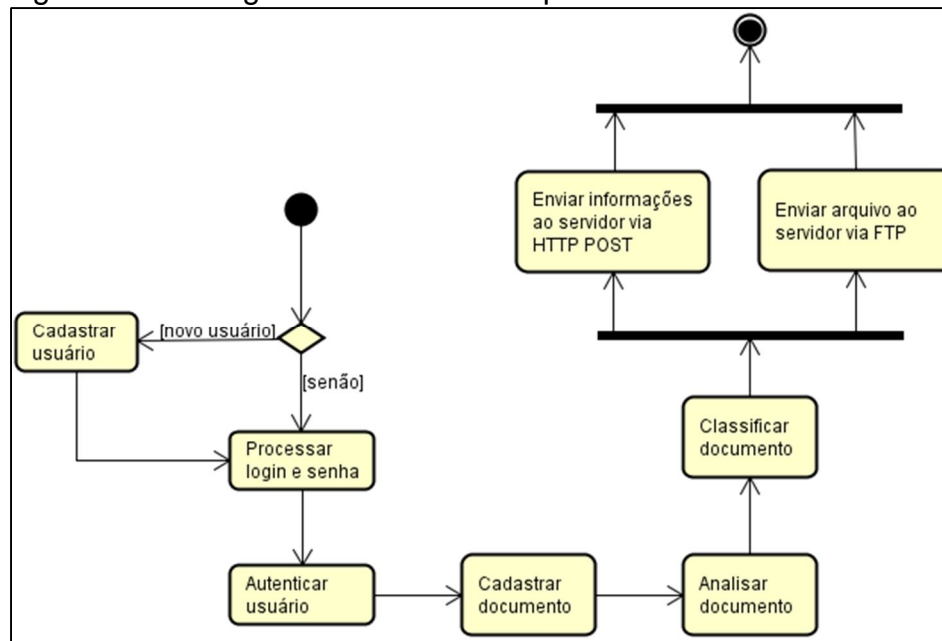 Enviar informações
ao servidor via
HTTP POST
Enviar arquivo ao
servidor via FTP
Cadastrar
usuário
[novo usuário]
[senão]
Processar
login e senha
Classificar
documento
Autenticar
usuário
Cadastrar
documento
Analisar
documento